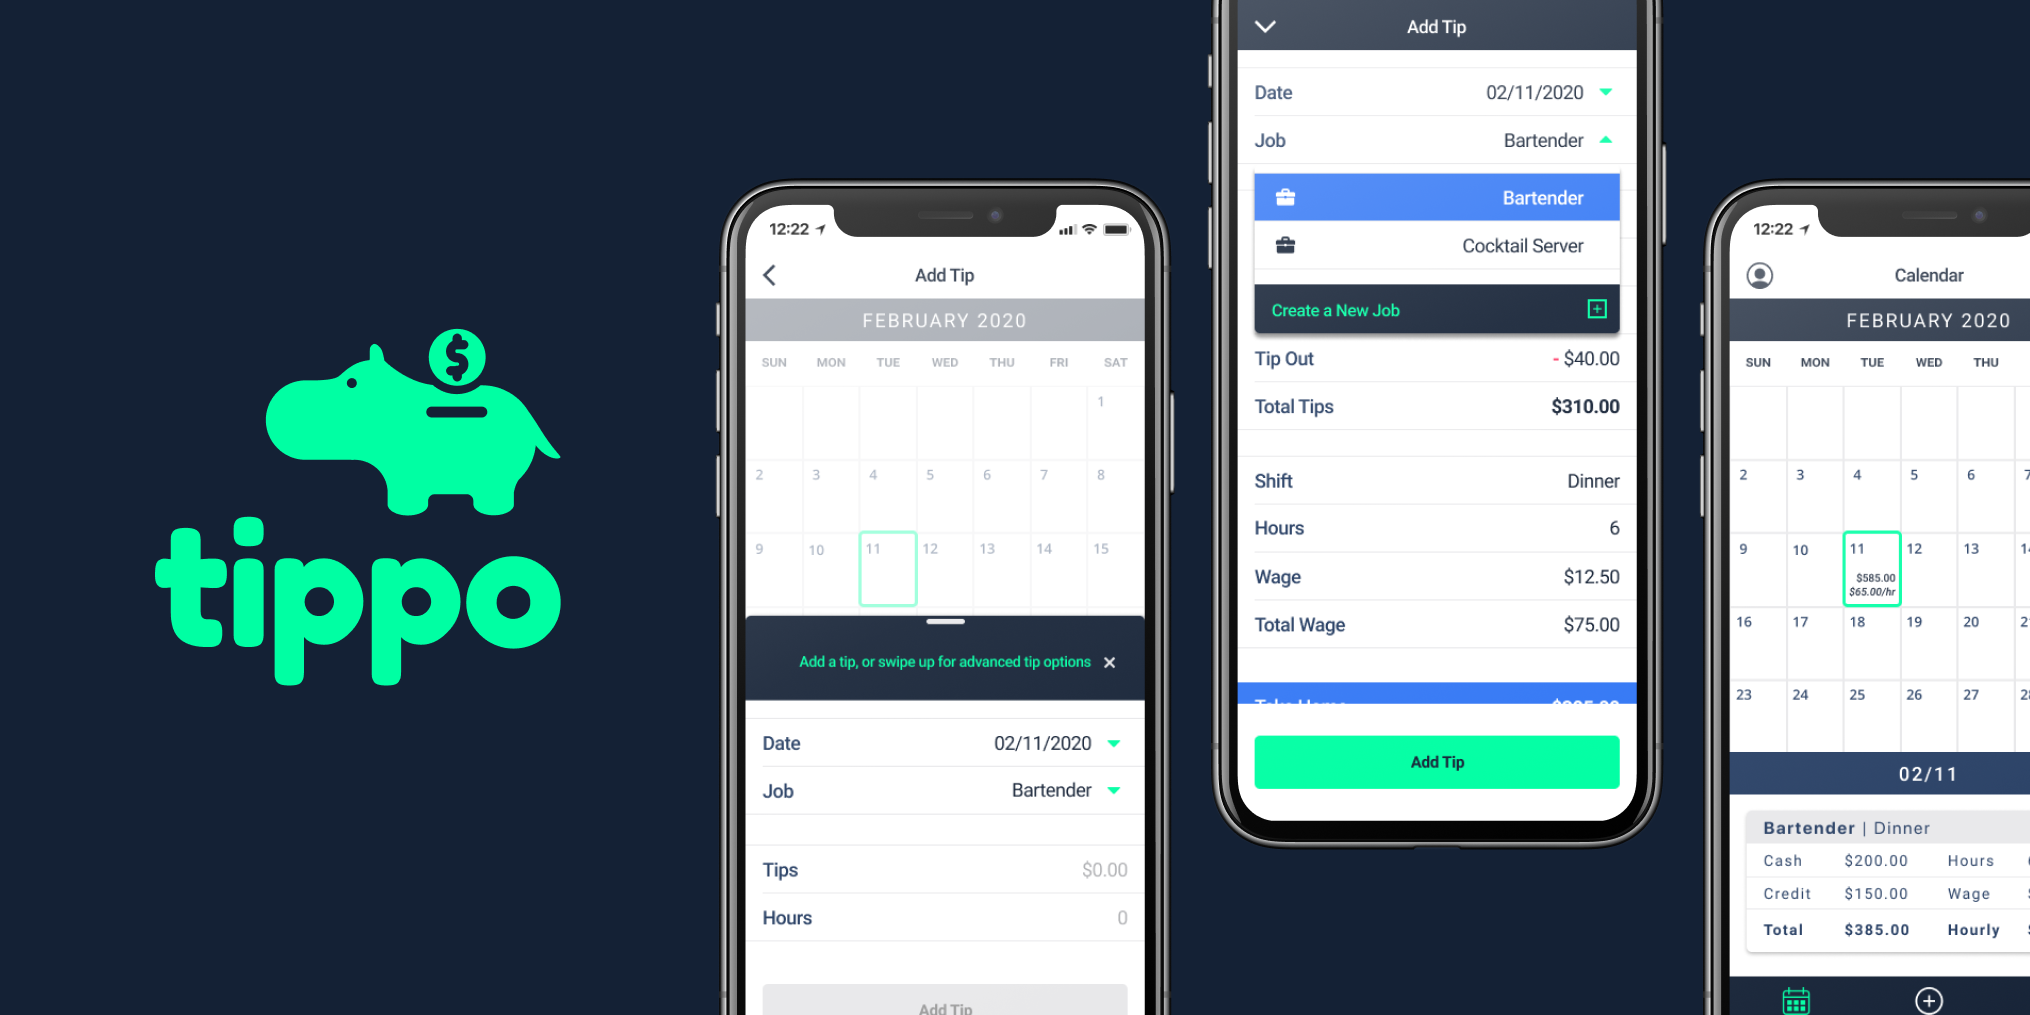 tippo
12:22
Add Tip
FEBRUARY 2020
SUN MON TUE WED THU FRI SAT
1
2 3 4 5 6 7 8
9 10 11 12 13 14 15
Add a tip, or swipe up for advanced tip options
Date 02/11/2020
Job Bartender
Tips $0.00
Hours 0
Add Tip
Add Tip
Date 02/11/2020
Job Bartender
Bartender
Cocktail Server
Create a New Job
Tip Out - $40.00
Total Tips $310.00
Shift Dinner
Hours 6
Wage $12.50
Total Wage $75.00
Take Home
Add Tip
12:22
Calendar
FEBRUARY 2020
SUN MON TUE WED THU
2 3 4 5 6
9 10 11 12 13
$585.00
$65.00/hr
16 17 18 19 20
23 24 25 26 27
02/11
Bartender | Dinner
Cash $200.00 Hours
Credit $150.00 Wage
Total $385.00 Hourly